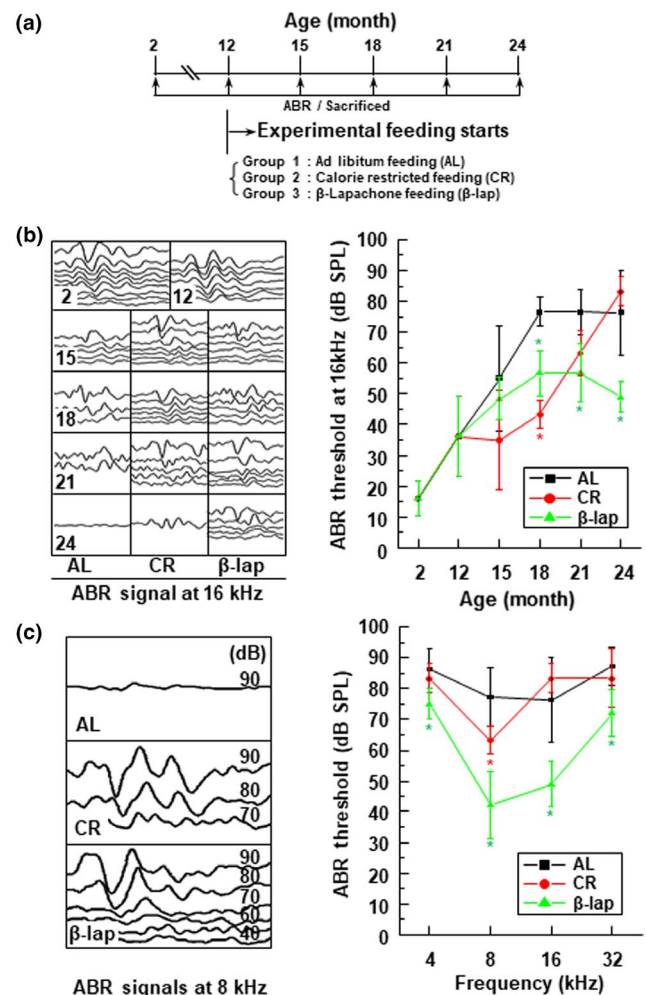 (a)
Age (month)
2 12 15 18 21 24
ABR / Sacrificed
Experimental feeding starts
Group 1 : Ad libitum feeding (AL)
Group 2 : Calorie restricted feeding (CR)
Group 3 : β-Lapachone feeding (β-lap)
(b)
2 12
15
18
21
24
AL CR β-lap
ABR signal at 16 kHz
ABR threshold at 16kHz (dB SPL)
100
90
80
70
60
50
40
30
20
10
0
*
*
*
*
AL
CR
β-lap
2 12 15 18 21 24
Age (month)
(c)
(dB)
90
AL
90
80
70
CR
90
80
70
60
40
β-lap
ABR signals at 8 kHz
ABR threshold (dB SPL)
100
90
80
70
60
50
40
30
20
10
0
*
*
*
*
*
AL
CR
β-lap
4 8 16 32
Frequency (kHz)